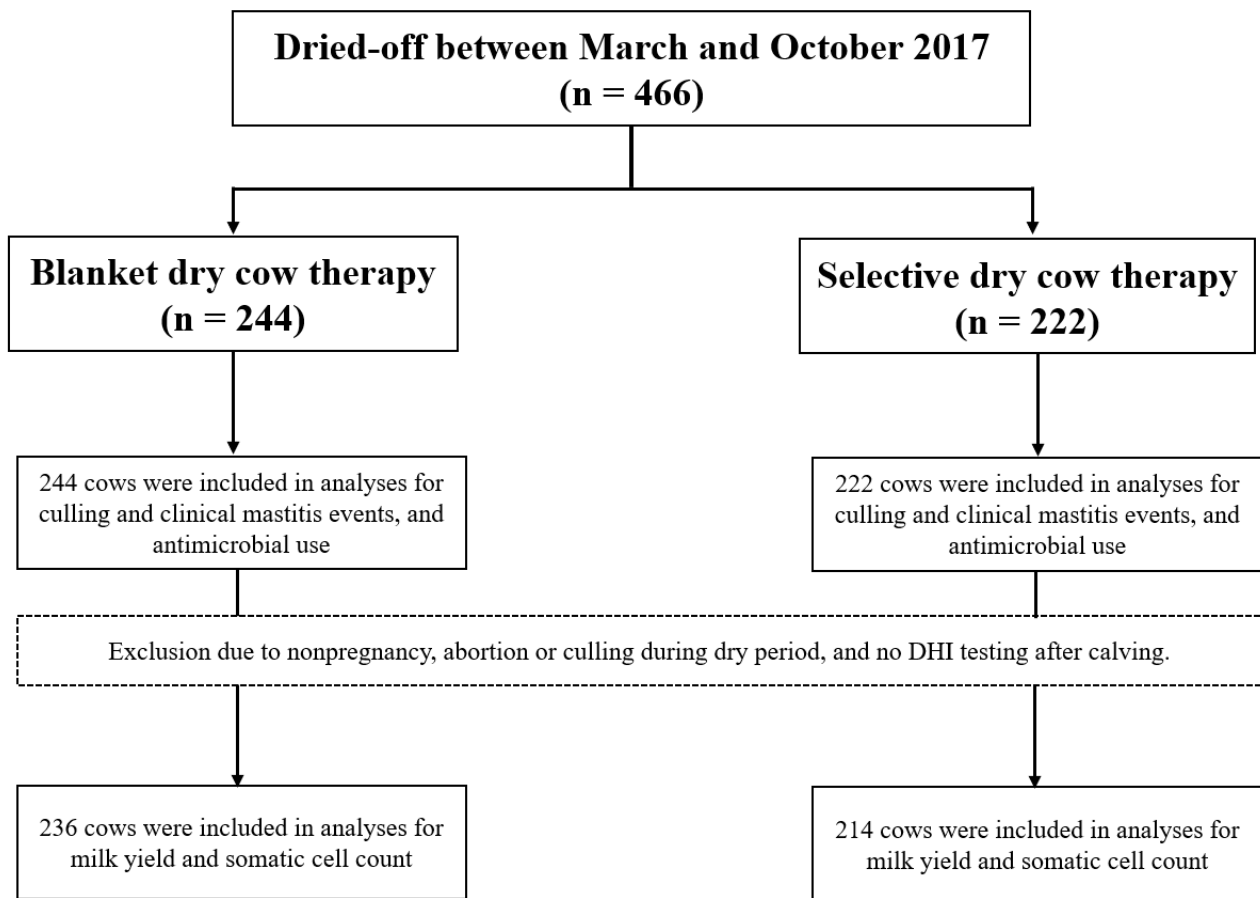 Dried-off between March and October 2017
(n = 466)
Blanket dry cow therapy
(n = 244)
Selective dry cow therapy
(n = 222)
244 cows were included in analyses for
culling and clinical mastitis events, and
antimicrobial use
222 cows were included in analyses for
culling and clinical mastitis events, and
antimicrobial use
Exclusion due to nonpregnancy, abortion or culling during dry period, and no DHI testing after calving.
236 cows were included in analyses for
milk yield and somatic cell count
214 cows were included in analyses for
milk yield and somatic cell count